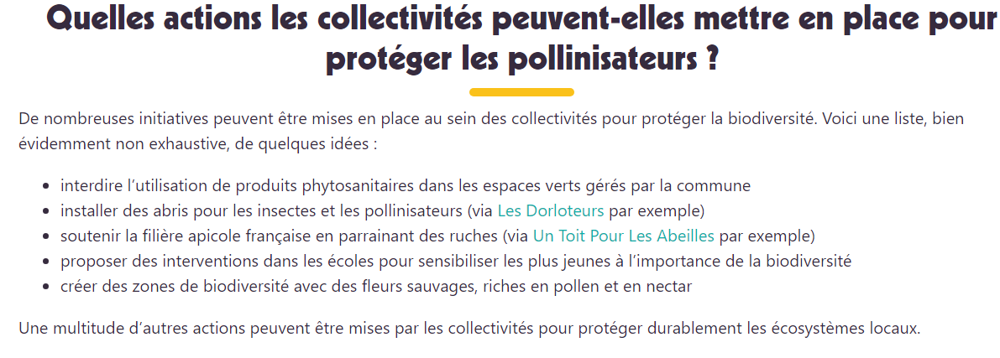 Quelles actions les collectivités peuvent-elles mettre en place pour
protéger les pollinisateurs ?
De nombreuses initiatives peuvent être mises en place au sein des collectivités pour protéger la biodiversité. Voici une liste, bien
évidemment non exhaustive, de quelques idées :
• interdire l’utilisation de produits phytosanitaires dans les espaces verts gérés par la commune
• installer des abris pour les insectes et les pollinisateurs (via Les Dorloteurs par exemple)
• soutenir la filière apicole française en parrainant des ruches (via Un Toit Pour Les Abeilles par exemple)
• proposer des interventions dans les écoles pour sensibiliser les plus jeunes à l’importance de la biodiversité
• créer des zones de biodiversité avec des fleurs sauvages, riches en pollen et en nectar
Une multitude d’autres actions peuvent être mises par les collectivités pour protéger durablement les écosystèmes locaux.